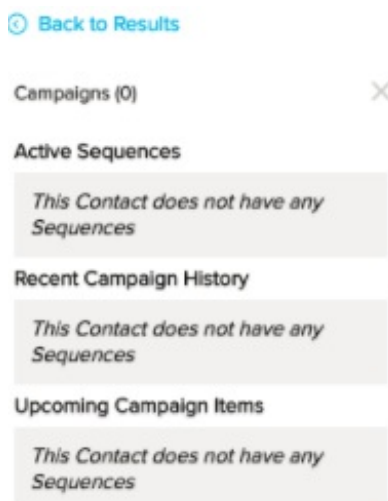 Back to Results
Campaigns (0)
Active Sequences
This Contact does not have any
Sequences
Recent Campaign History
This Contact does not have any
Sequences
Upcoming Campaign Items
This Contact does not have any
Sequences